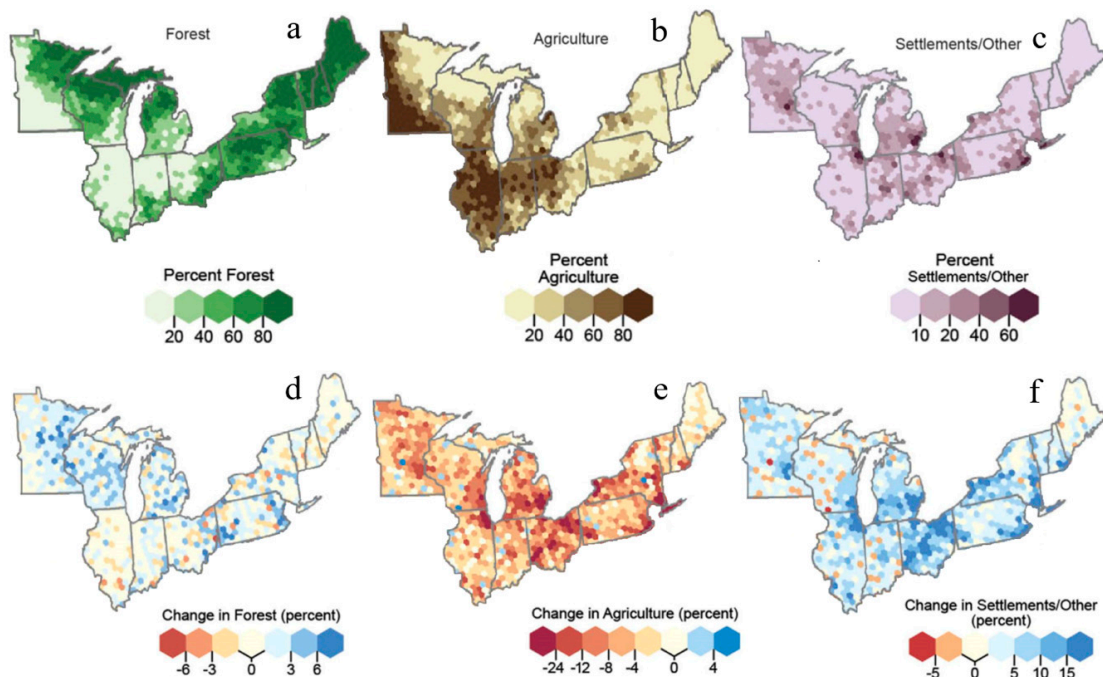 Forest
a
Agriculture
b
Settlements/Other
c
Percent Forest
20 40 60 80
Percent
Agriculture
20 40 60 80
Percent
Settlements/Other
10 20 40 60
d
e
f
Change in Forest (percent)
-6 -3 0 3 6
Change in Agriculture (percent)
-24 -12 -8 -4 0 4
Change in Settlements/Other
(percent)
-5 0 5 10 15